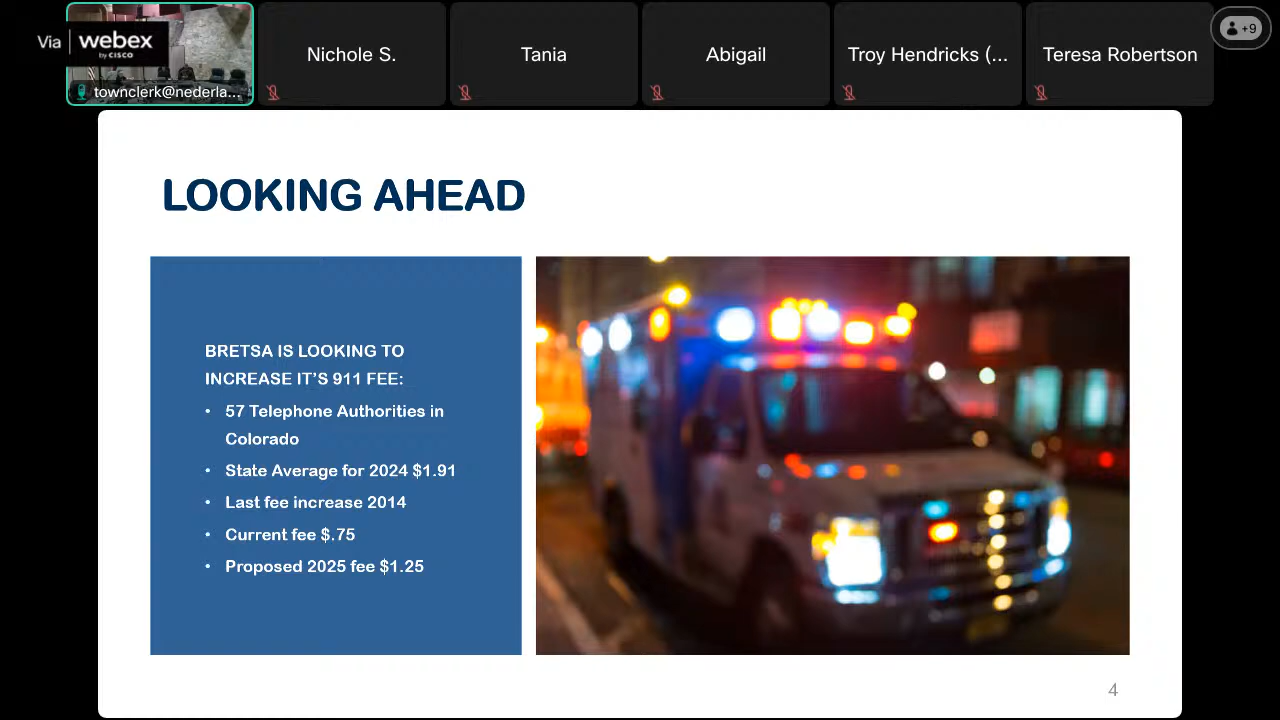 Via webex
by CISCO
townclerk@nederla...
Nichole S.
Tania
Abigail
Troy Hendricks (...
Teresa Robertson
+9
LOOKING AHEAD
BRETSA IS LOOKING TO
INCREASE IT'S 911 FEE:
• 57 Telephone Authorities in
Colorado
• State Average for 2024 $1.91
• Last fee increase 2014
• Current fee $.75
• Proposed 2025 fee $1.25
4